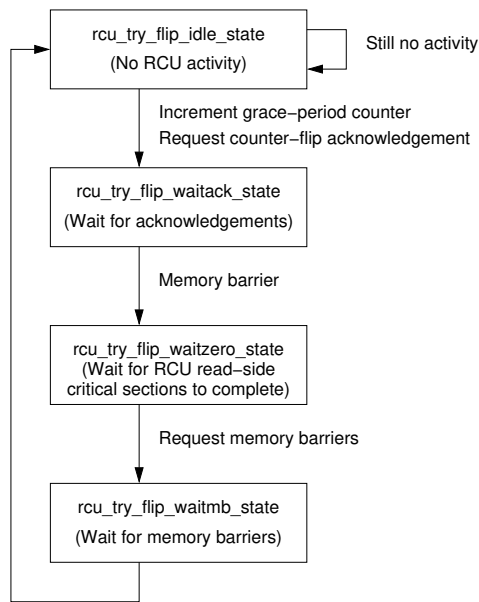 rcu_try_flip_idle_state
(No RCU activity)
Still no activity
Increment grace−period counter
Request counter−flip acknowledgement
rcu_try_flip_waitack_state
(Wait for acknowledgements)
Memory barrier
rcu_try_flip_waitzero_state
(Wait for RCU read−side
critical sections to complete)
Request memory barriers
rcu_try_flip_waitmb_state
(Wait for memory barriers)